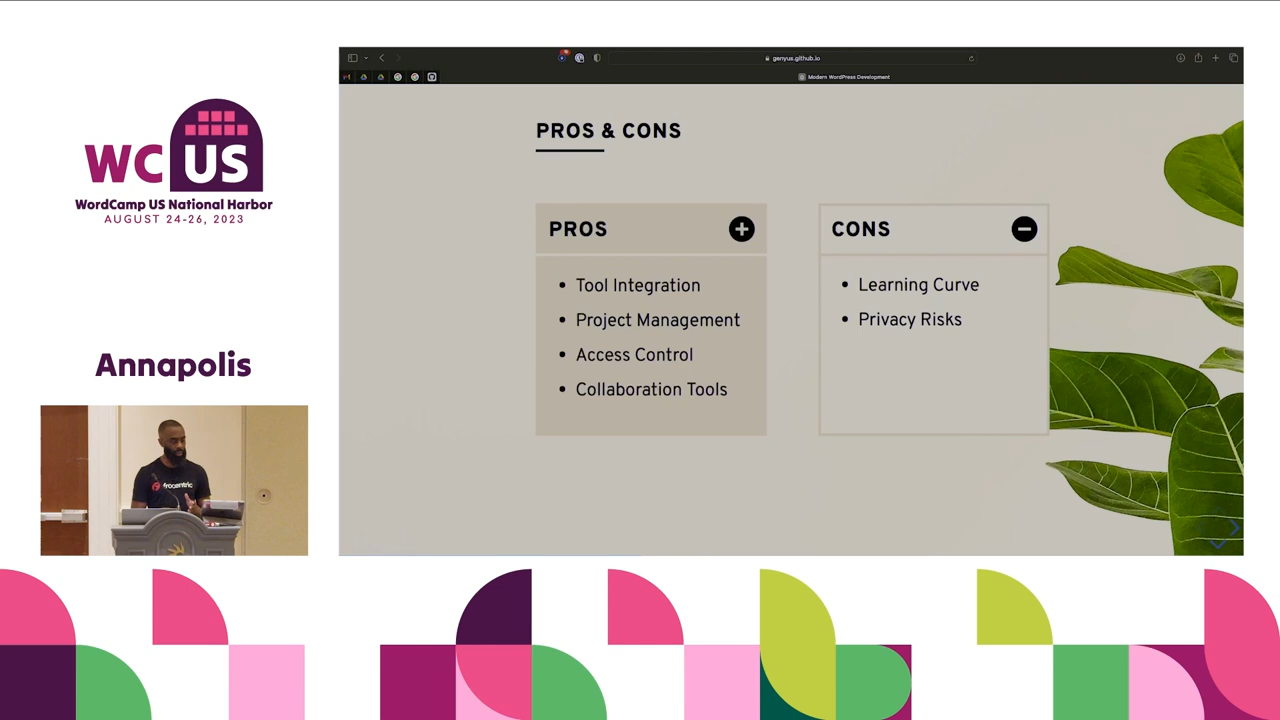 WC US
WordCamp US National Harbor
AUGUST 24-26, 2023
Annapolis
frocentric
genyus.github.io
Modern WordPress Development
PROS & CONS
PROS
Tool Integration
Project Management
Access Control
Collaboration Tools
CONS
Learning Curve
Privacy Risks